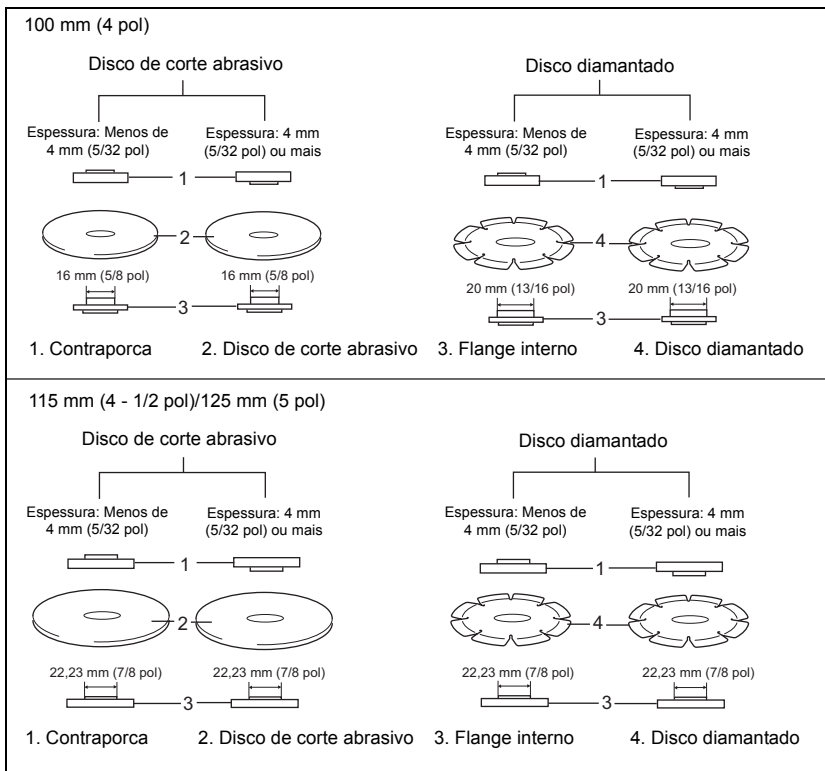 100 mm (4 pol)
Disco de corte abrasivo
Espessura: Menos de
4 mm (5/32 pol)
Espessura: 4 mm
(5/32 pol) ou mais
1
2
16 mm (5/8 pol)
16 mm (5/8 pol)
3
Disco diamantado
Espessura: Menos de
4 mm (5/32 pol)
Espessura: 4 mm
(5/32 pol) ou mais
1
4
20 mm (13/16 pol)
20 mm (13/16 pol)
3
1. Contraporca
2. Disco de corte abrasivo
3. Flange interno
4. Disco diamantado
115 mm (4 - 1/2 pol)/125 mm (5 pol)
Disco de corte abrasivo
Espessura: Menos de
4 mm (5/32 pol)
Espessura: 4 mm
(5/32 pol) ou mais
1
2
22,23 mm (7/8 pol)
22,23 mm (7/8 pol)
3
Disco diamantado
Espessura: Menos de
4 mm (5/32 pol)
Espessura: 4 mm
(5/32 pol) ou mais
1
4
22,23 mm (7/8 pol)
22,23 mm (7/8 pol)
3
1. Contraporca
2. Disco de corte abrasivo
3. Flange interno
4. Disco diamantado